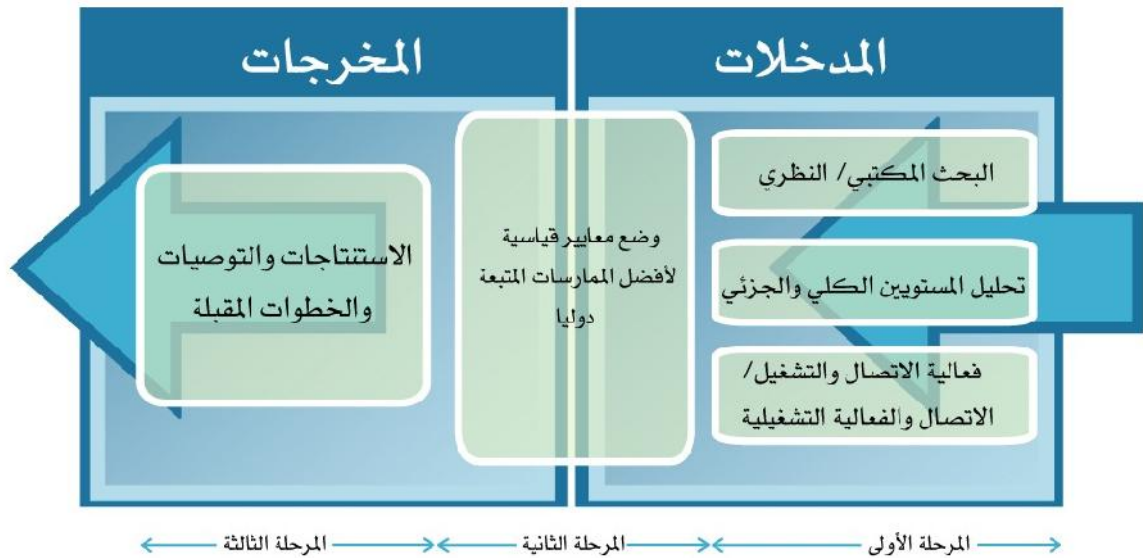 المدخلات
البحث المكتبي/ النظري
تحليل المستويين الكلي والجزئي
فعالية الاتصال والتشغيل/
الاتصال والفعالية التشغيلية
وضع معايير قياسية
لأفضل الممارسات المتبعة
دوليا
المخرجات
الاستنتاجات والتوصيات
والخطوات المقبلة
المرحلة الأولى
المرحلة الثانية
المرحلة الثالثة